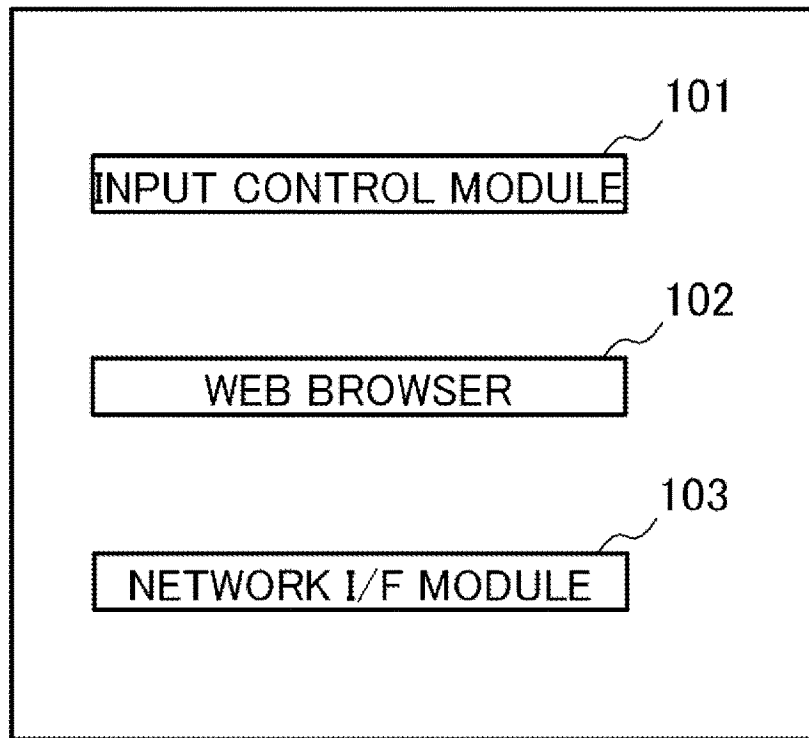 101
INPUT CONTROL MODULE
102
WEB BROWSER
103
NETWORK I/F MODULE